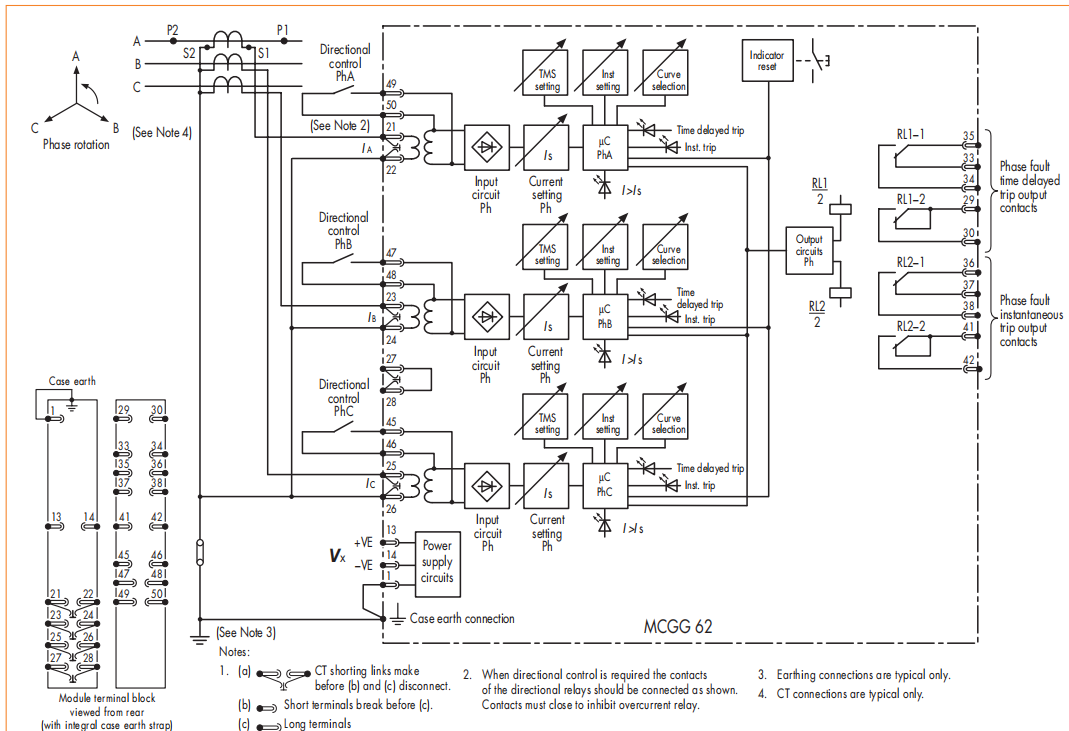 A
P2
P1
S2
S1
B
C
A
C
B
Phase rotation
(See Note 4)
Directional
control
PhA
49
50
(See Note 2)
21
IA
22
Input
circuit
Ph
Is
Current
setting
Ph
TMS
setting
Inst
setting
Curve
selection
µC
PhA
Time delayed trip
Inst. trip
I>Is
Indicator
reset
Directional
control
PhB
47
48
23
IB
24
27
28
Input
circuit
Ph
Is
Current
setting
Ph
TMS
setting
Inst
setting
Curve
selection
µC
PhB
Time
delayed trip
Inst. trip
I>Is
Directional
control
PhC
45
46
25
IC
26
Input
circuit
Ph
Is
Current
setting
Ph
TMS
setting
Inst
setting
Curve
selection
µC
PhC
Time delayed trip
Inst. trip
I>Is
RL1
2
Output
circuits
Ph
RL2
2
RL1–1
35
33
34
RL1–2
29
30
Phase fault
time delayed
trip output
contacts
RL2–1
36
37
38
RL2–2
41
42
Phase fault
instantaneous
trip output
contacts
Vx
+VE
13
–VE
14
1
Power
supply
circuits
Case earth connection
MCGG 62
(See Note 3)
Case earth
1
29 30
33 34
35 36
37 38
13 14
41 42
45 46
47 48
21 22
49 50
23 24
25 26
27 28
Module terminal block
viewed from rear
(with integral case earth strap)
Notes:
1. (a) CT shorting links make
before (b) and (c) disconnect.
(b) Short terminals break before (c).
(c) Long terminals
2. When directional control is required the contacts
of the directional relays should be connected as shown.
Contacts must close to inhibit overcurrent relay.
3. Earthing connections are typical only.
4. CT connections are typical only.